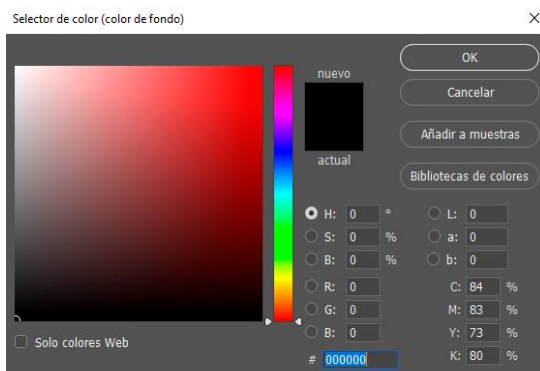 Selector de color (color de fondo)
nuevo
actual
OK
Cancelar
Añadir a muestras
Bibliotecas de colores
H: 0 °
S: 0 %
B: 0 %
R: 0
G: 0
B: 0
# 000000
L: 0
a: 0
b: 0
C: 84 %
M: 83 %
Y: 73 %
K: 80 %
Solo colores Web